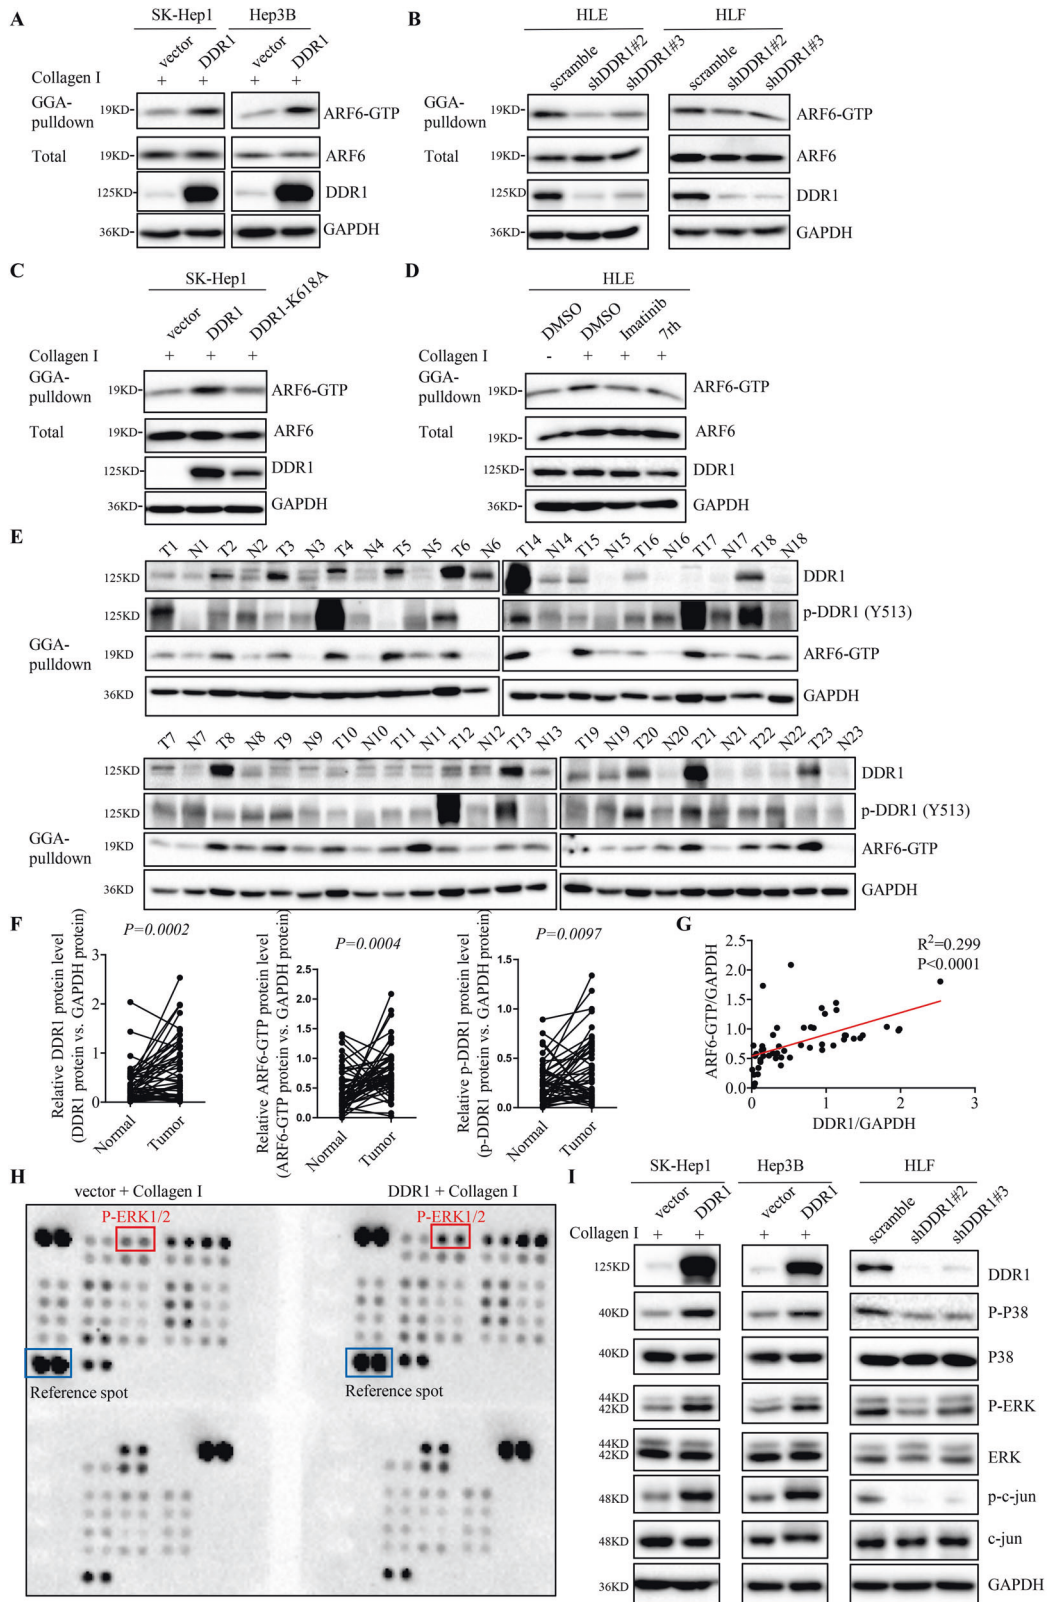 A
SK-Hep1 Hep3B
vector DDR1 vector DDR1
Collagen I + + + +
GGA-
pulldown
19KD- ARF6-GTP
Total 19KD- ARF6
125KD- DDR1
36KD- GAPDH
B
HLE HLF
scramble shDDR1#2 shDDR1#3 scramble shDDR1#2 shDDR1#3
GGA-
pulldown
19KD- ARF6-GTP
Total 19KD- ARF6
125KD- DDR1
36KD- GAPDH
C
SK-Hep1
vector DDR1 DDR1-K618A
Collagen I + + +
GGA-
pulldown
19KD- ARF6-GTP
Total 19KD- ARF6
125KD- DDR1
36KD- GAPDH
D
HLE
DMSO DMSO Imatinib 7rh
Collagen I - + + +
GGA-
pulldown
19KD- ARF6-GTP
Total 19KD- ARF6
125KD- DDR1
36KD- GAPDH
E
T1 N1 T2 N2 T3 N3 T4 N4 T5 N5 T6 N6 T14 N14 T15 N15 T16 N16 T17 N17 T18 N18
125KD DDR1
125KD p-DDR1 (Y513)
GGA-
pulldown
19KD ARF6-GTP
36KD GAPDH
T7 N7 T8 N8 T9 N9 T10 N10 T11 N11 T12 N12 T13 N13 T19 N19 T20 N20 T21 N21 T22 N22 T23 N23
125KD DDR1
125KD p-DDR1 (Y513)
GGA-
pulldown
19KD ARF6-GTP
36KD GAPDH
F
P=0.0002
Relative DDR1 protein level
(DDR1 protein vs. GAPDH protein)
3
2
1
0
Normal Tumor
P=0.0004
Relative ARF6-GTP protein level
(ARF6-GTP protein vs. GAPDH protein)
2.5
2.0
1.5
1.0
0.5
0.0
Normal Tumor
P=0.0097
Relative p-DDR1 protein level
(p-DDR1 protein vs. GAPDH protein)
1.5
1.0
0.5
0.0
Normal Tumor
G
R2=0.299
P<0.0001
ARF6-GTP/GAPDH
2.5
2.0
1.5
1.0
0.5
0.0
0 1 2 3
DDR1/GAPDH
H
vector + Collagen I DDR1 + Collagen I
P-ERK1/2 P-ERK1/2
Reference spot Reference spot
I
SK-Hep1 Hep3B HLF
vector DDR1 vector DDR1 scramble shDDR1#2 shDDR1#3
Collagen I + + + +
125KD DDR1
40KD P-P38
40KD P38
44KD
42KD P-ERK
44KD
42KD ERK
48KD p-c-jun
48KD c-jun
36KD GAPDH